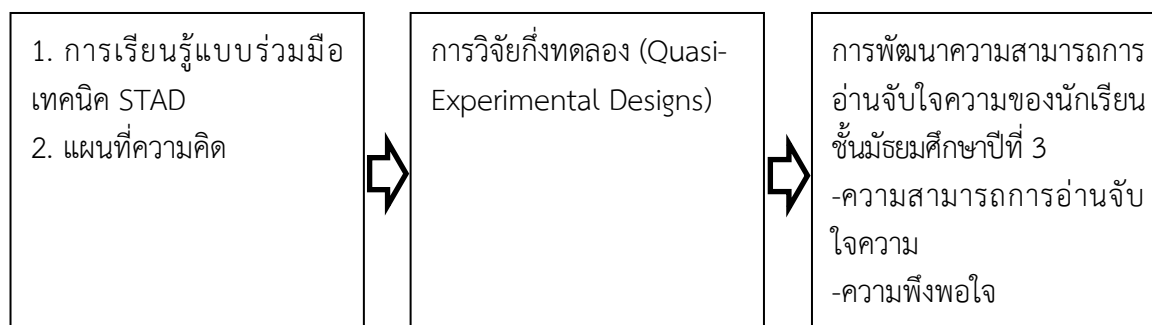 1. การเรียนรู้แบบร่วมมือ
เทคนิค STAD
2. แผนที่ความคิด
การวิจัยกึ่งทดลอง (Quasi-
Experimental Designs)
การพัฒนาความสามารถการ
อ่านจับใจความของนักเรียน
ชั้นมัธยมศึกษาปีที่ 3
-ความสามารถการอ่านจับ
ใจความ
-ความพึงพอใจ